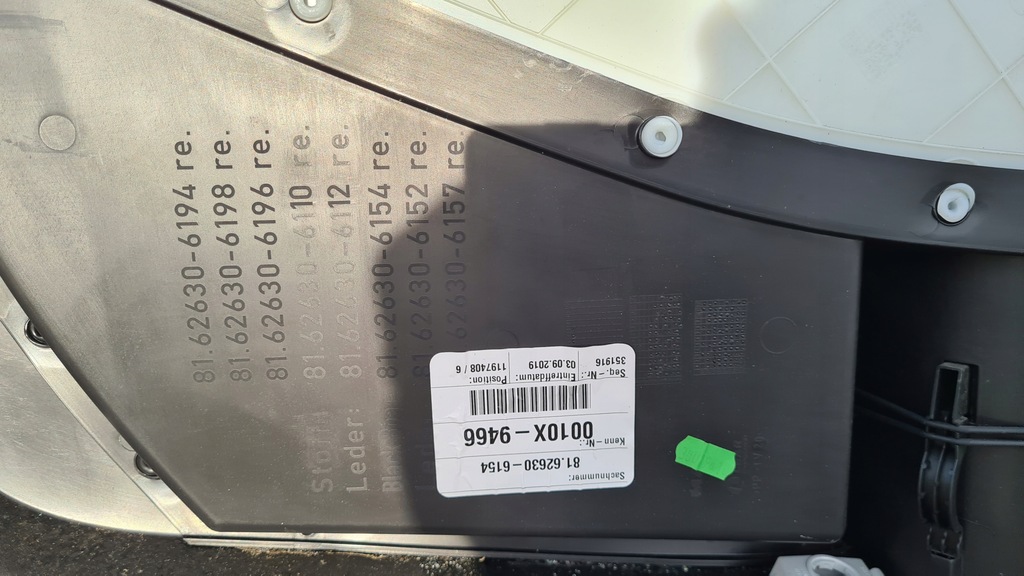 81.62630-6194 re.
81.62630-6198 re.
81.62630-6196 re.
Stoff: 81.62630-6110 re.
Leder: 81.62630-6112 re.
81.62630-6154 re.
81.62630-6152 re.
62630-6157 re.
Sachnummer:
81.62630-6154
Kenn-Nr.:
0010X-9466
Seq.-Nr.: Eintreffdatum: Position:
351916 03.09.2019 1197408 / 6